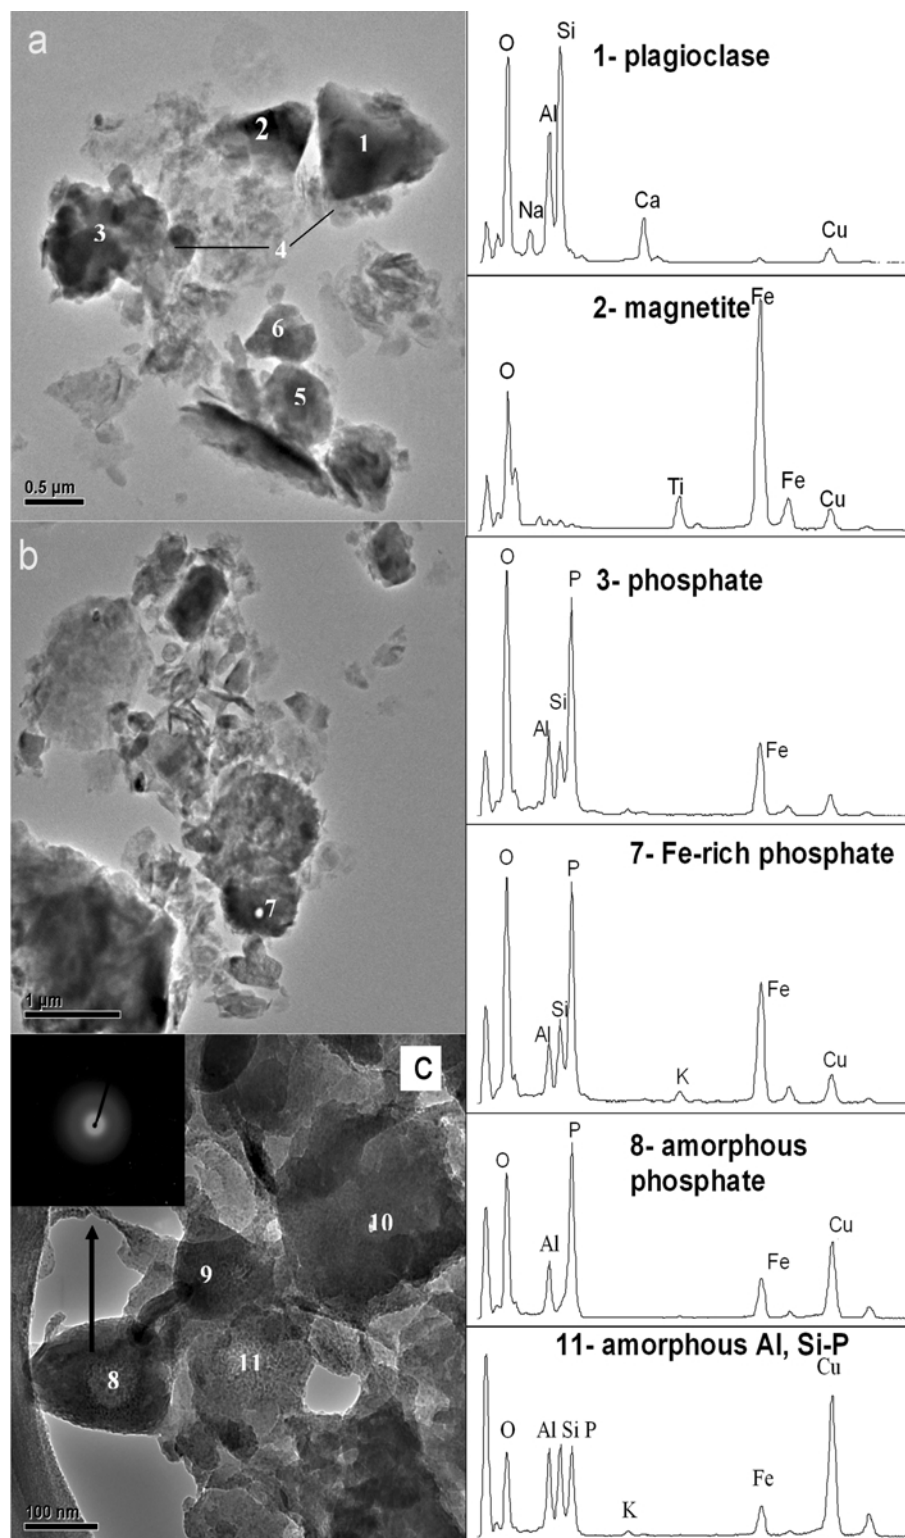 a
2
1
3
4
6
5
0.5 µm
b
7
1 µm
c
10
9
8
11
100 nm
1- plagioclase
O
Si
Al
Na
Ca
Cu
2- magnetite
Fe
O
Ti
Fe
Cu
3- phosphate
O
P
Si
Al
Fe
7- Fe-rich phosphate
O
P
Si
Al
K
Fe
Cu
8- amorphous
phosphate
O
P
Al
Fe
Cu
11- amorphous Al, Si-P
Cu
O
Al
Si
P
K
Fe